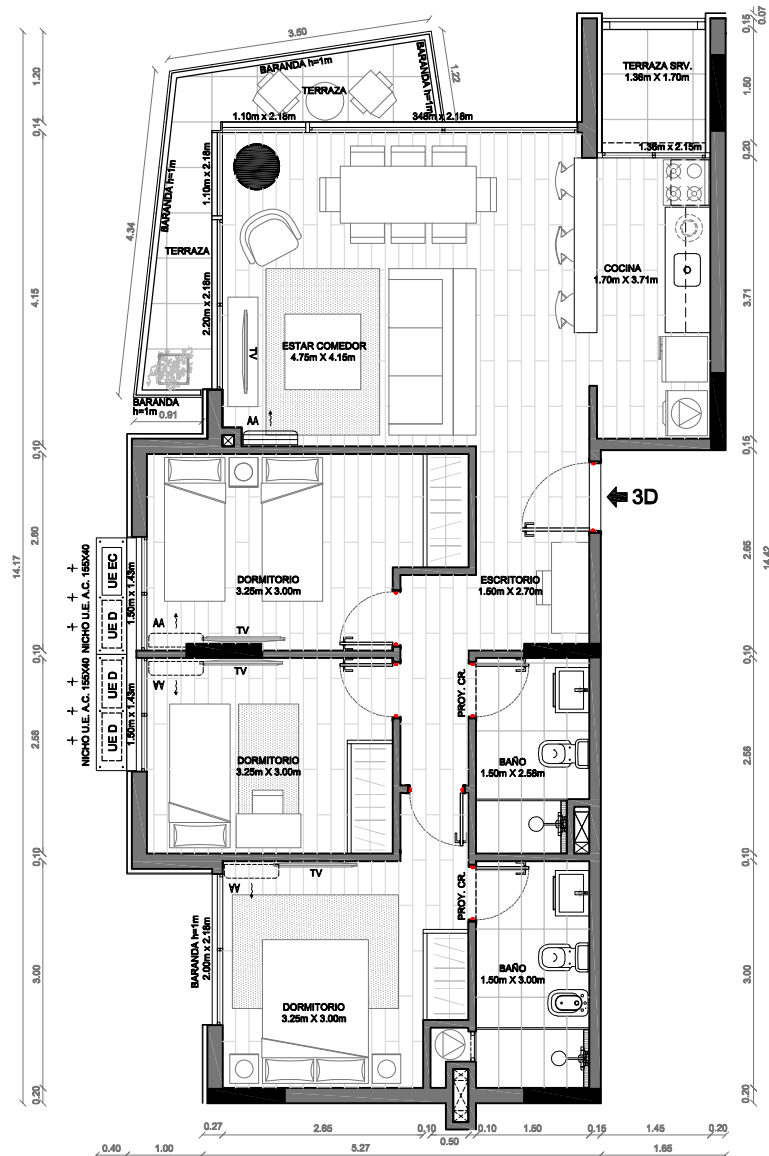 0.15
0.07
3.50
BARANDA h=1m
BARANDA h=1m
1.22
TERRAZA
TERRAZA SRV.
1.36m X 1.70m
1.20
1.50
0.14
1.10m x 2.18m
348m x 2.18m
1.36m x 2.15m
0.20
BARANDA h=1m
1.10m x 2.18m
4.34
TERRAZA
COCINA
1.70m X 3.71m
4.15
2.20m x 2.18m
3.71
TV
ESTAR COMEDOR
4.75m X 4.15m
BARANDA
h=1m
0.91
AA
0.10
0.15
3D
14.17
2.60
NICHO U.E. A.C. 155X40
UE EC
UE D
1.50m x 1.43m
DORMITORIO
3.25m X 3.00m
ESCRITORIO
1.50m X 2.70m
2.65
14.42
AA
TV
0.10
0.10
NICHO U.E. A.C. 155X40
UE D
UE D
1.50m x 1.43m
AA
TV
PROY. CR.
2.58
DORMITORIO
3.25m X 3.00m
BAÑO
1.50m X 2.58m
2.58
0.10
0.10
AA
TV
PROY. CR.
BARANDA h=1m
2.00m x 2.18m
3.00
BAÑO
1.50m X 3.00m
3.00
DORMITORIO
3.25m X 3.00m
0.20
0.20
0.27
2.65
0.10
0.50
0.10
1.50
0.15
1.45
0.20
0.40
1.00
5.27
1.65